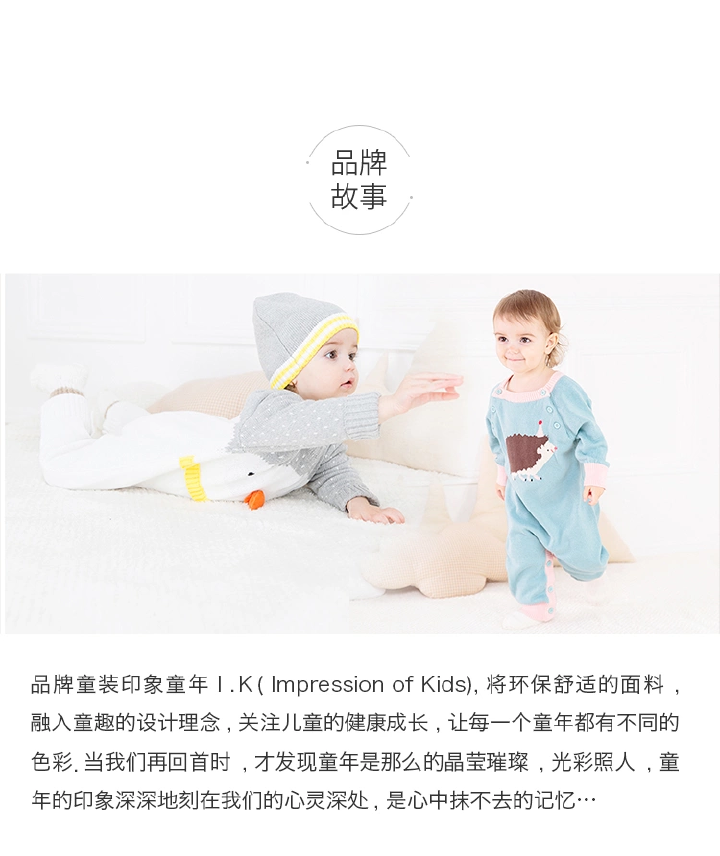 品牌
故事
品牌童装印象童年 I.K( Impression of Kids), 将环保舒适的面料 ,
融入童趣的设计理念 , 关注儿童的健康成长 , 让每一个童年都有不同的
色彩. 当我们再回首时 , 才发现童年是那么的晶莹璀璨 , 光彩照人 , 童
年的印象深深地刻在我们的心灵深处 , 是心中抹不去的记忆…